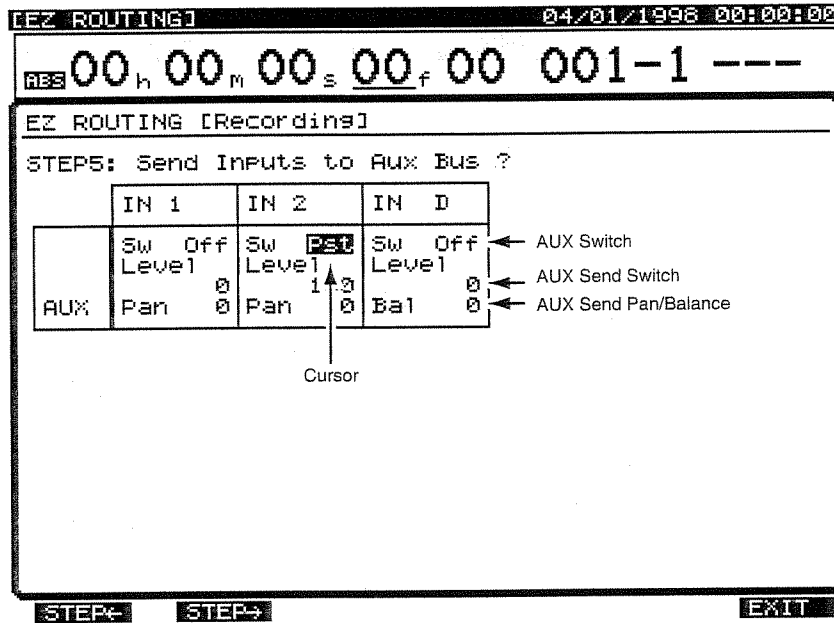 [EZ ROUTING] 04/01/1998 00:00:00
ABS 00h 00m 00s 00f 00 001-1 ---
EZ ROUTING [Recording]
STEP5: Send Inputs to Aux Bus ?
IN 1 IN 2 IN D
Sw Off Sw Pst Sw Off AUX Switch
Level Level Level
0 0 0 AUX Send Switch
AUX Pan 0 Pan 0 Bal 0 AUX Send Pan/Balance
Cursor
STEP← STEP→ EXIT